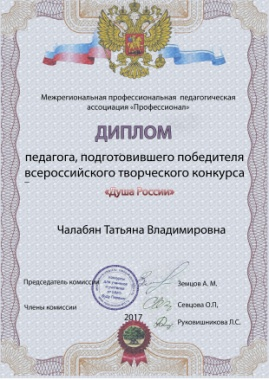 Межрегиональная профессиональная педагогическая
ассоциация «Профессионал»
ДИПЛОМ
педагога, подготовившего победителя
всероссийского творческого конкурса
«Душа России»
Чалабян Татьяна Владимировна
Председатель комиссии Земцов А. М.
Члены комиссии Севцова О.П,
Руковишникова Л.С.
2017